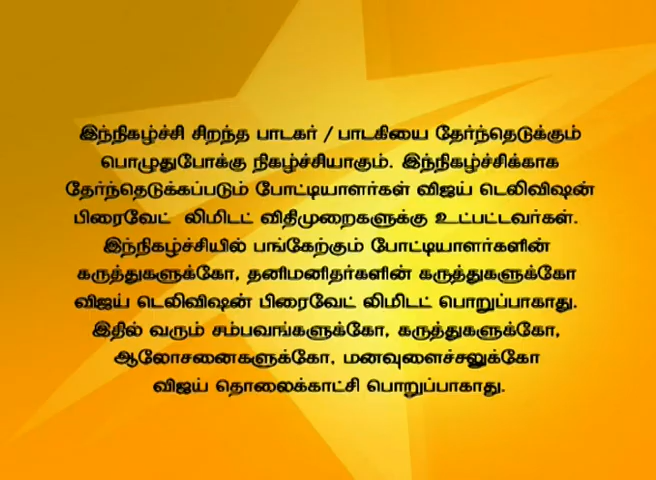 இந்நிகழ்ச்சி சிறந்த பாடகர் / பாடகியை தேர்ந்தெடுக்கும்
பொழுதுபோக்கு நிகழ்ச்சியாகும். இந்நிகழ்ச்சிக்காக
தேர்ந்தெடுக்கப்படும் போட்டியாளர்கள் விஜய் டெலிவிஷன்
பிரைவேட் லிமிடட் விதிமுறைகளுக்கு உட்பட்டவர்கள்.
இந்நிகழ்ச்சியில் பங்கேற்கும் போட்டியாளர்களின்
கருத்துகளுக்கோ, தனிமனிதர்களின் கருத்துகளுக்கோ
விஜய் டெலிவிஷன் பிரைவேட் லிமிடட் பொறுப்பாகாது.
இதில் வரும் சம்பவங்களுக்கோ, கருத்துகளுக்கோ,
ஆலோசனைகளுக்கோ, மனவுளைச்சலுக்கோ
விஜய் தொலைக்காட்சி பொறுப்பாகாது.